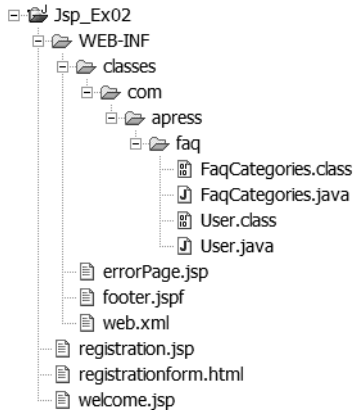 Jsp_Ex02
WEB-INF
classes
com
apress
faq
FaqCategories.class
FaqCategories.java
User.class
User.java
errorPage.jsp
footer.jspf
web.xml
registration.jsp
registrationform.html
welcome.jsp